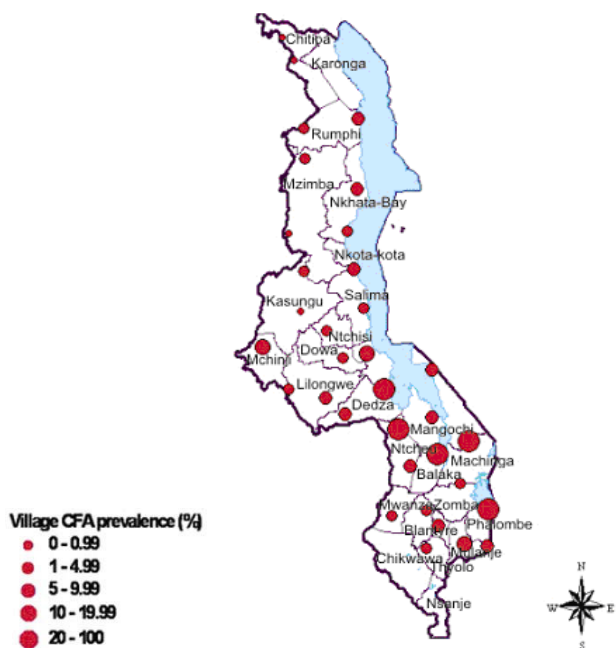 Chitipa
Karonga
Rumphi
Mzimba
Nkhata-Bay
Nkota-kota
Kasungu
Salima
Ntchisi
Mchinji
Dowa
Lilongwe
Dedza
Mangochi
Ntcheu
Machinga
Balaka
Mwanza
Zomba
Phalombe
Blantyre
Mulanje
Chikwawa
Thyolo
Nsanje
Village CFA prevalence (%)
0 - 0.99
1 - 4.99
5 - 9.99
10 - 19.99
20 - 100
N
W E
S